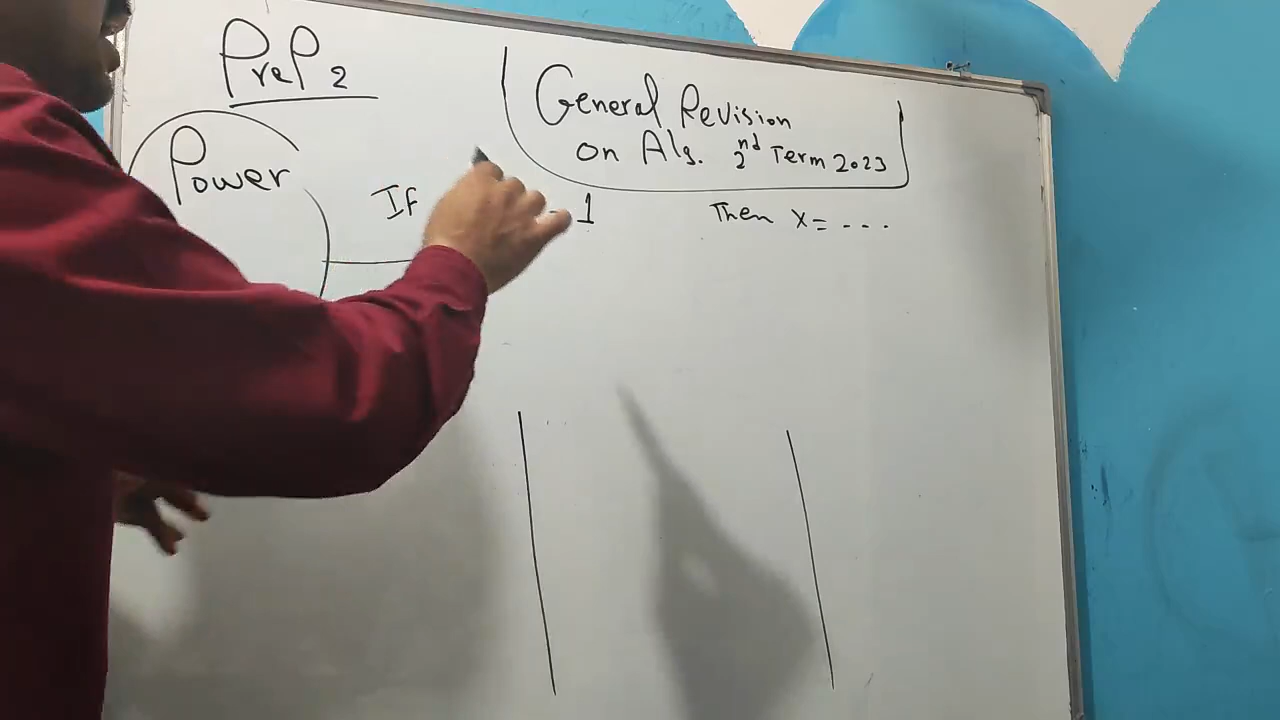 PreP 2
General Revision
on Alg. 2nd Term 2023
Power
If
1 Then x = - - -